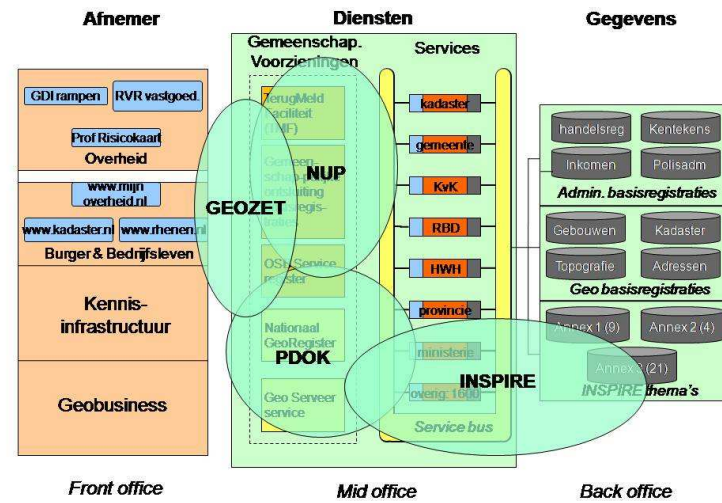 Afnemer
Diensten
Gegevens
GDI rampen
RVR vastgoed.
Prof Risicokaart
Overheid
www.mijn
overheid.nl
www.kadaster.nl
www.rhenen.nl
Burger & Bedrijfsleven
Kennis-
infrastructuur
Geobusiness
Front office
Gemeenschap.
Voorzieningen
TerugMeld
Faciliteit
(TMF)
Gemeen-
ontsluiting
OSB Service
register
Nationaal
GeoRegister
Geo Serveer
service
GEOZET
NUP
PDOK
INSPIRE
Services
kadaster
gemeente
KvK
RBD
HWH
provincie
ministerie
overig: 1600
Service bus
Mid office
handelsreg
Kentekens
Inkomen
Polisadm
Admin. basisregistraties
Gebouwen
Kadaster
Topografie
Adressen
Geo basisregistraties
Annex 1 (9)
Annex 2 (4)
Annex 3 (21)
INSPIRE thema's
Back office